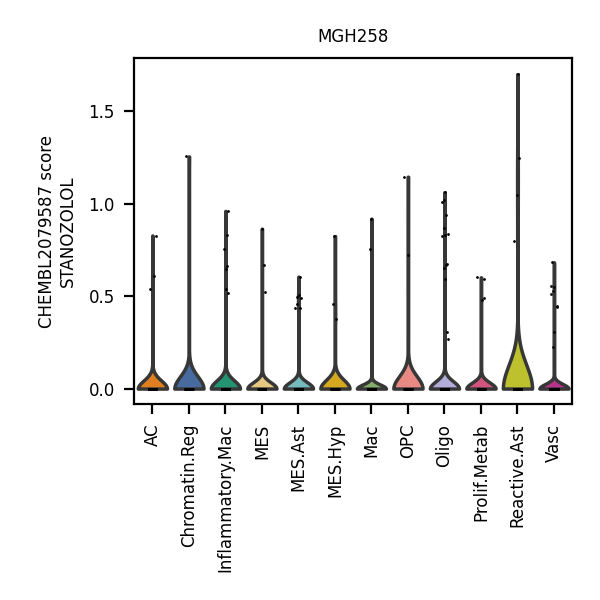 MGH258
CHEMBL2079587 score
STANOZOLOL
1.5
1.0
0.5
0.0
AC
Chromatin.Reg
Inflammatory.Mac
MES
MES.Ast
MES.Hyp
Mac
OPC
Oligo
Prolif.Metab
Reactive.Ast
Vasc